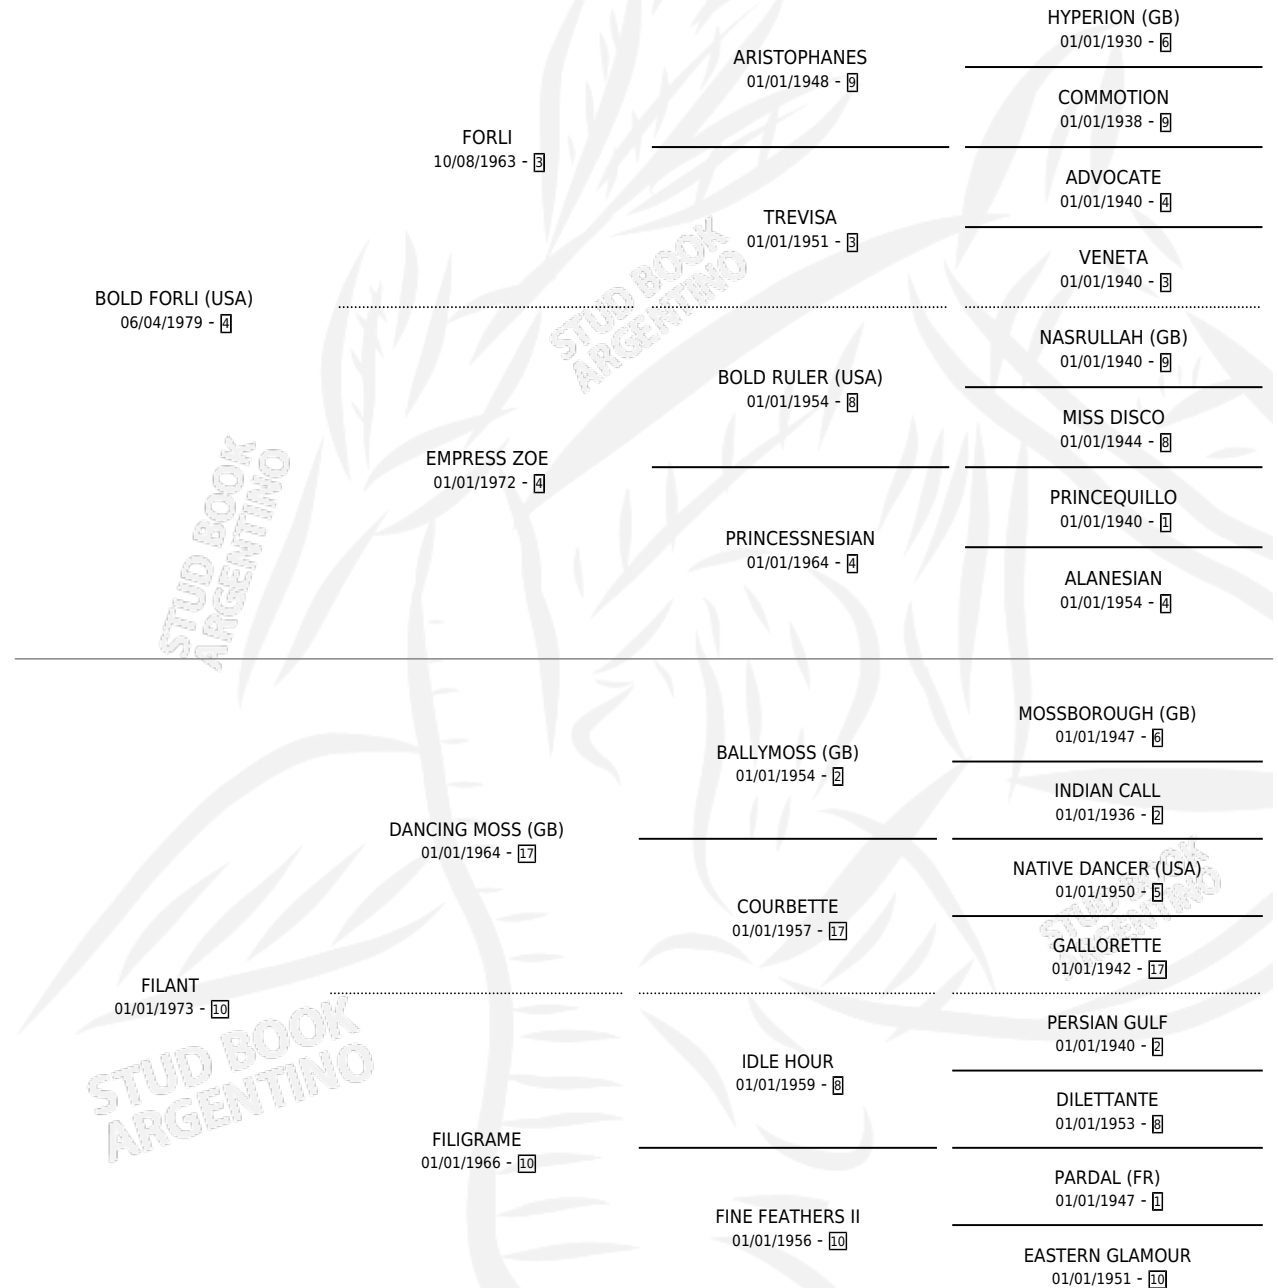 HYPERION (GB)
01/01/1930 - 6
ARISTOPHANES
01/01/1948 - 9
COMMOTION
01/01/1938 - 9
FORLI
10/08/1963 - 3
ADVOCATE
01/01/1940 - 4
TREVISA
01/01/1951 - 3
VENETA
01/01/1940 - 3
BOLD FORLI (USA)
06/04/1979 - 4
NASRULLAH (GB)
01/01/1940 - 9
BOLD RULER (USA)
01/01/1954 - 8
MISS DISCO
01/01/1944 - 8
EMPRESS ZOE
01/01/1972 - 4
PRINCEQUILLO
01/01/1940 - 1
PRINCESSNESIAN
01/01/1964 - 4
ALANESIAN
01/01/1954 - 4
MOSSBOROUGH (GB)
01/01/1947 - 6
BALLYMOSS (GB)
01/01/1954 - 2
INDIAN CALL
01/01/1936 - 2
DANCING MOSS (GB)
01/01/1964 - 17
NATIVE DANCER (USA)
01/01/1950 - 5
COURBETTE
01/01/1957 - 17
GALLORETTE
01/01/1942 - 17
FILANT
01/01/1973 - 10
PERSIAN GULF
01/01/1940 - 2
IDLE HOUR
01/01/1959 - 8
DILETTANTE
01/01/1953 - 8
FILIGRAME
01/01/1966 - 10
PARDAL (FR)
01/01/1947 - 1
FINE FEATHERS II
01/01/1956 - 10
EASTERN GLAMOUR
01/01/1951 - 10
STUD BOOK
ARGENTINO
STUD BOOK
ARGENTINO
STUD BOOK
ARGENTINO
STUD BOOK
ARGENTINO